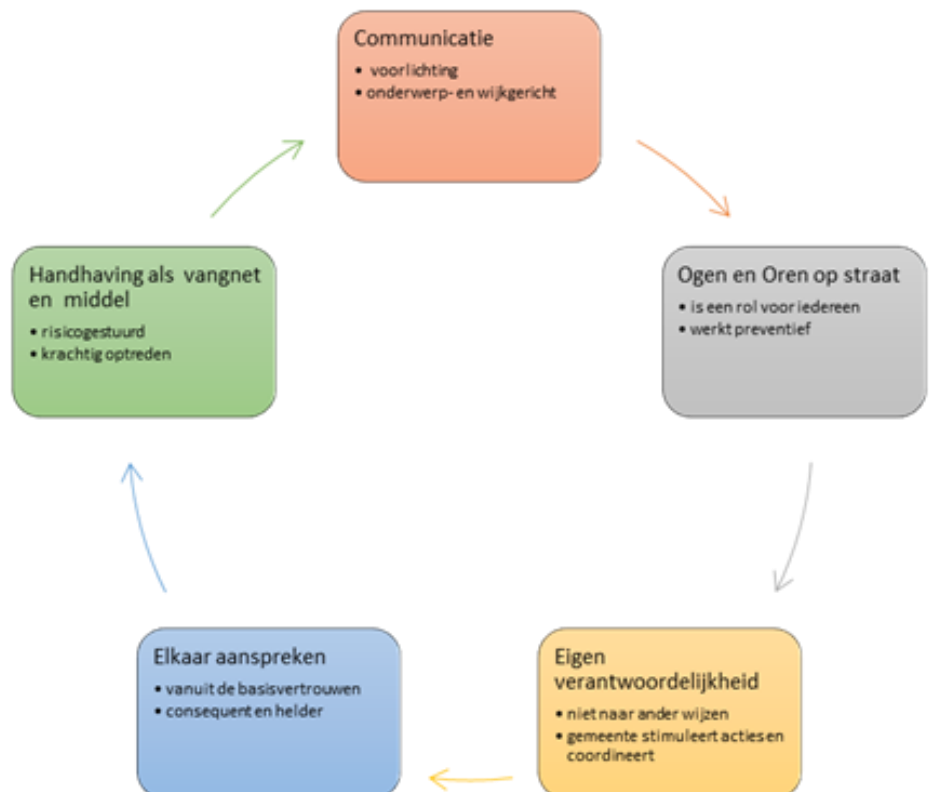 Communicatie
• voorlichting
• onderwerp- en wijkgericht
Ogen en Oren op straat
• is een rol voor iedereen
• werkt preventief
Eigen
verantwoordelijkheid
• niet naar ander wijzen
• gemeente stimuleert acties en
coordineert
Elkaar aanspreken
• vanuit de basisvertrouwen
• consequent en helder
Handhaving als vangnet
en middel
• risicogestuurd
• krachtig optreden